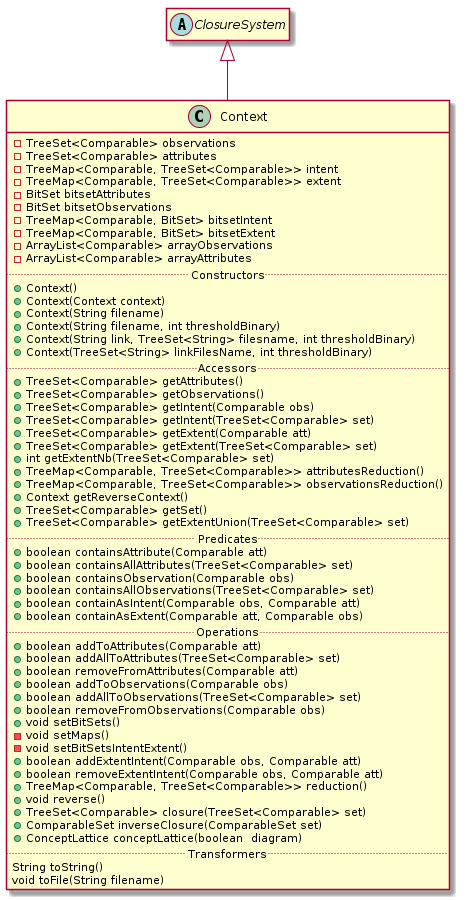 A ClosureSystem
C Context
TreeSet<Comparable> observations
TreeSet<Comparable> attributes
TreeMap<Comparable, TreeSet<Comparable>> intent
TreeMap<Comparable, TreeSet<Comparable>> extent
BitSet bitsetAttributes
BitSet bitsetObservations
TreeMap<Comparable, BitSet> bitsetIntent
TreeMap<Comparable, BitSet> bitsetExtent
ArrayList<Comparable> arrayObservations
ArrayList<Comparable> arrayAttributes
Constructors
Context()
Context(Context context)
Context(String filename)
Context(String filename, int thresholdBinary)
Context(String link, TreeSet<String> filesname, int thresholdBinary)
Context(TreeSet<String> linkFilesName, int thresholdBinary)
Accessors
TreeSet<Comparable> getAttributes()
TreeSet<Comparable> getObservations()
TreeSet<Comparable> getIntent(Comparable obs)
TreeSet<Comparable> getIntent(TreeSet<Comparable> set)
TreeSet<Comparable> getExtent(Comparable att)
TreeSet<Comparable> getExtent(TreeSet<Comparable> set)
int getExtentNb(TreeSet<Comparable> set)
TreeMap<Comparable, TreeSet<Comparable>> attributesReduction()
TreeMap<Comparable, TreeSet<Comparable>> observationsReduction()
Context getReverseContext()
TreeSet<Comparable> getSet()
TreeSet<Comparable> getExtentUnion(TreeSet<Comparable> set)
Predicates
boolean containsAttribute(Comparable att)
boolean containsAllAttributes(TreeSet<Comparable> set)
boolean containsObservation(Comparable obs)
boolean containsAllObservations(TreeSet<Comparable> set)
boolean containAsIntent(Comparable obs, Comparable att)
boolean containAsExtent(Comparable att, Comparable obs)
Operations
boolean addToAttributes(Comparable att)
boolean addAllToAttributes(TreeSet<Comparable> set)
boolean removeFromAttributes(Comparable att)
boolean addToObservations(Comparable obs)
boolean addAllToObservations(TreeSet<Comparable> set)
boolean removeFromObservations(Comparable obs)
void setBitSets()
void setMaps()
void setBitSetsIntentExtent()
boolean addExtentIntent(Comparable obs, Comparable att)
boolean removeExtentIntent(Comparable obs, Comparable att)
TreeMap<Comparable, TreeSet<Comparable>> reduction()
void reverse()
TreeSet<Comparable> closure(TreeSet<Comparable> set)
ComparableSet inverseClosure(ComparableSet set)
ConceptLattice conceptLattice(boolean  diagram)
Transformers
String toString()
void toFile(String filename)